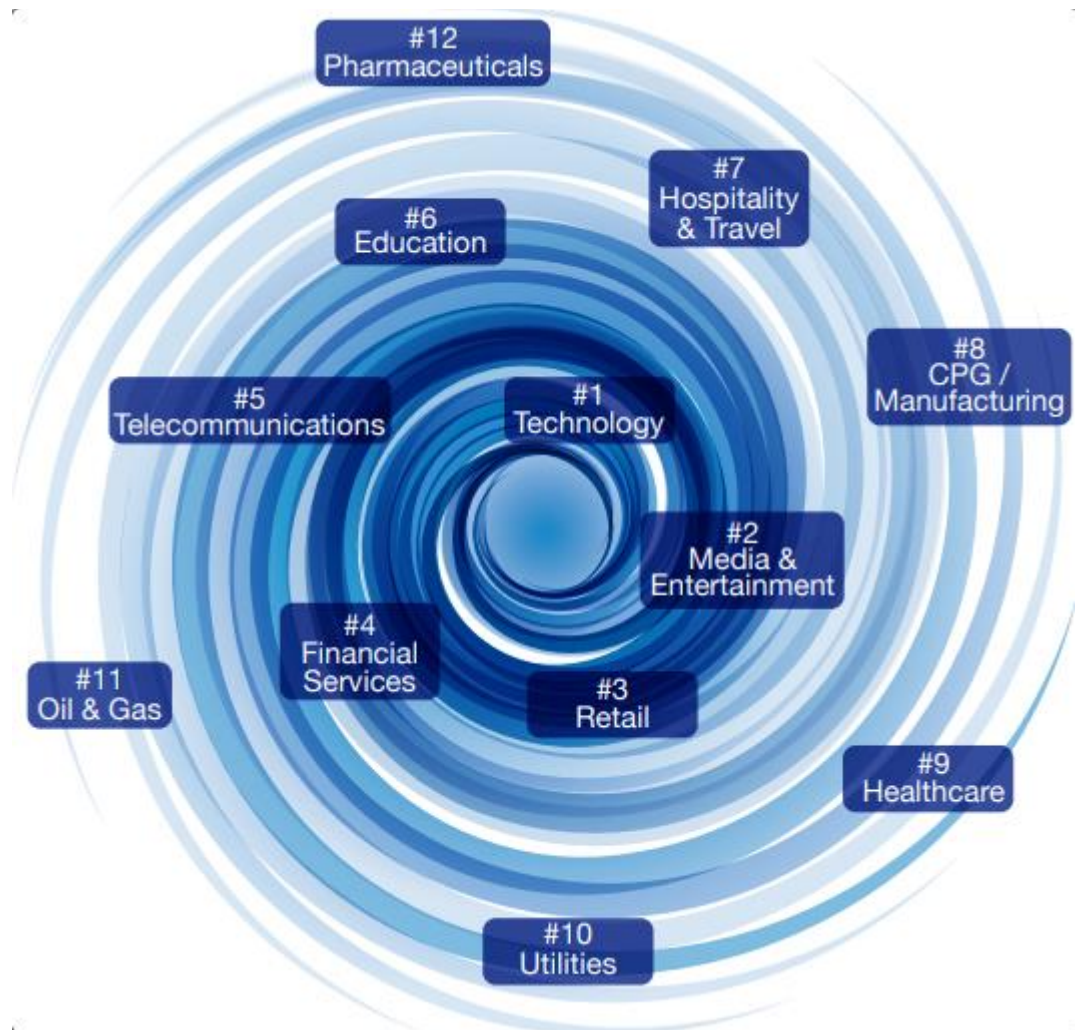 #12
Pharmaceuticals
#7
Hospitality
& Travel
#6
Education
#8
CPG /
Manufacturing
#5
Telecommunications
#1
Technology
#2
Media &
Entertainment
#4
Financial
Services
#11
Oil & Gas
#3
Retail
#9
Healthcare
#10
Utilities